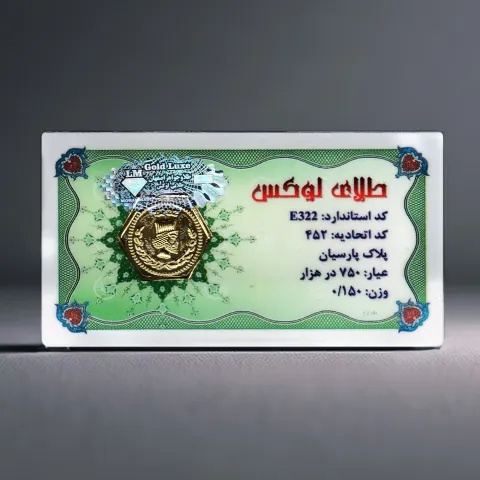 Gold Luxe
LM
طلای لوکس
کد استاندارد: E322
کد اتحادیه: ۴۵۲
پلاک پارسیان
عیار: ۷۵۰ در هزار
وزن: ۰/۱۵۰